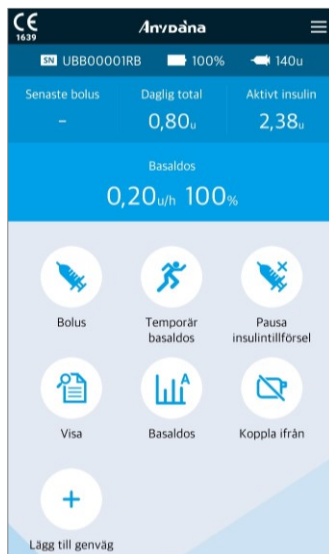 CE
1639
Anydana
SN UBB00001RB 100% 140u
Senaste bolus Daglig total Aktivt insulin
- 0,80u 2,38u
Basaldos
0,20u/h 100%
Bolus
Temporär
basaldos
Pausa
insulintillförsel
Visa
Basaldos
A
Koppla ifrån
Lägg till genväg